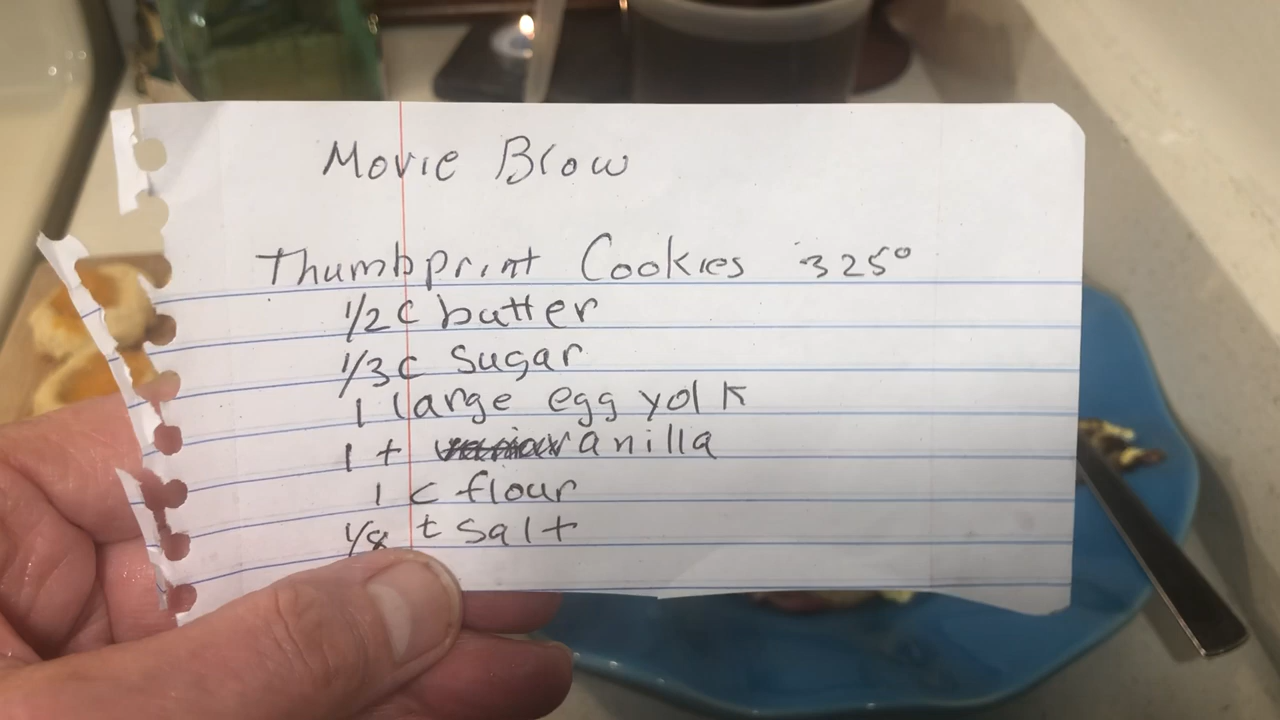 Movie Blow
Thumbprint Cookies 325°
1/2 c butter
1/3 c sugar
1 large egg yolk
1 t vanilla
1 c flour
1/8 t salt